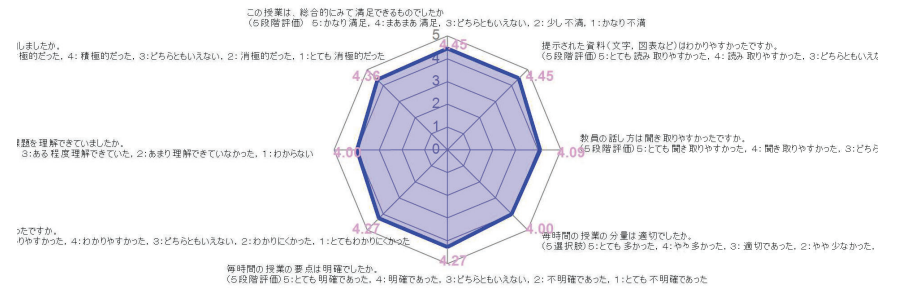 この授業は、総合的にみて満足できるものでしたか
(5段階評価) 5:かなり満足, 4:まあまあ満足, 3:どちらともいえない, 2:少し不満, 1:かなり不満
5
4.45
しましたか。
極的だった, 4:積極的だった, 3:どちらともいえない, 2:消極的だった, 1:とても消極的だった
4.36
提示された資料(文字, 図表など)はわかりやすかったですか。
(5段階評価)5:とても読み取りやすかった, 4:読み取りやすかった, 3:どちらともいえな
4.45
4
3
2
1
0
題を理解できていましたか。
3:ある程度理解できていた, 2:あまり理解できていなかった, 1:わからない
4.00
教員の話し方は聞き取りやすかったですか。
(5段階評価)5:とても聞き取りやすかった, 4:聞き取りやすかった, 3:どちら
4.09
ったですか。
りやすかった, 4:わかりやすかった, 3:どちらともいえない, 2:わかりにくかった, 1:とてもわかりにくかった
4.27
毎時間の授業の分量は適切でしたか。
(5選択肢)5:とても多かった, 4:やや多かった, 3:適切であった, 2:やや少なかった,
4.00
4.27
毎時間の授業の要点は明確でしたか。
(5段階評価)5:とても明確であった, 4:明確であった, 3:どちらともいえない, 2:不明確であった, 1:とても不明確であった